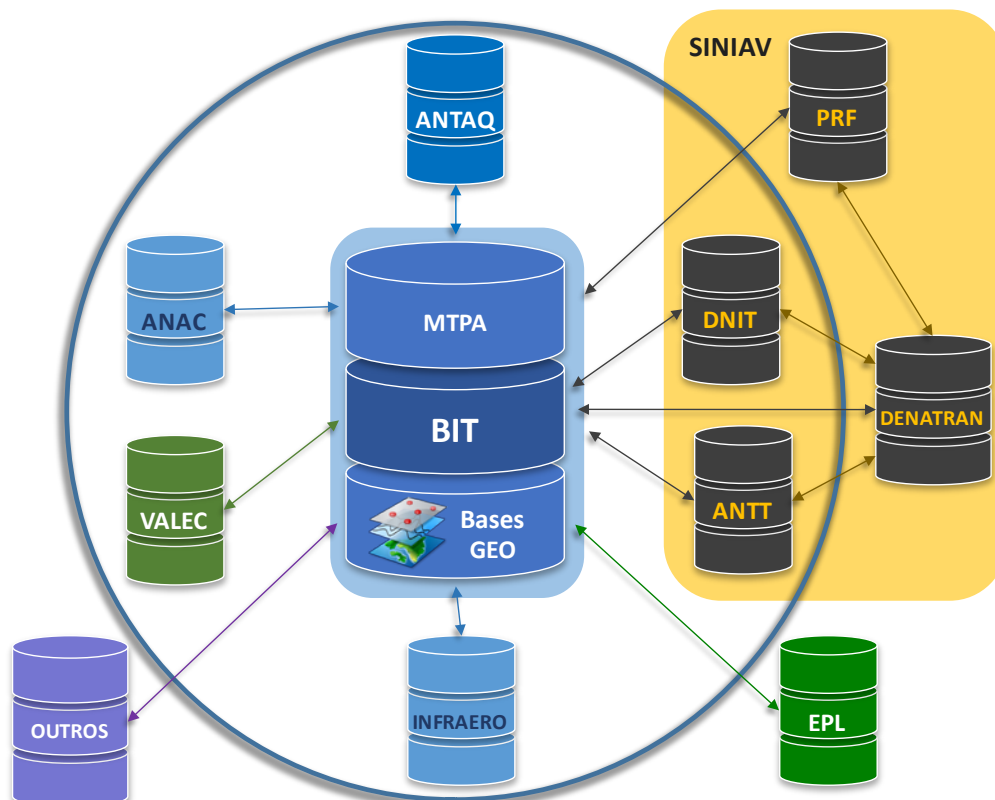 SINIAV
ANTAQ
PRF
ANAC
MTPA
DNIT
BIT
DENATRAN
VALEC
ANTT
Bases
GEO
OUTROS
INFRAERO
EPL